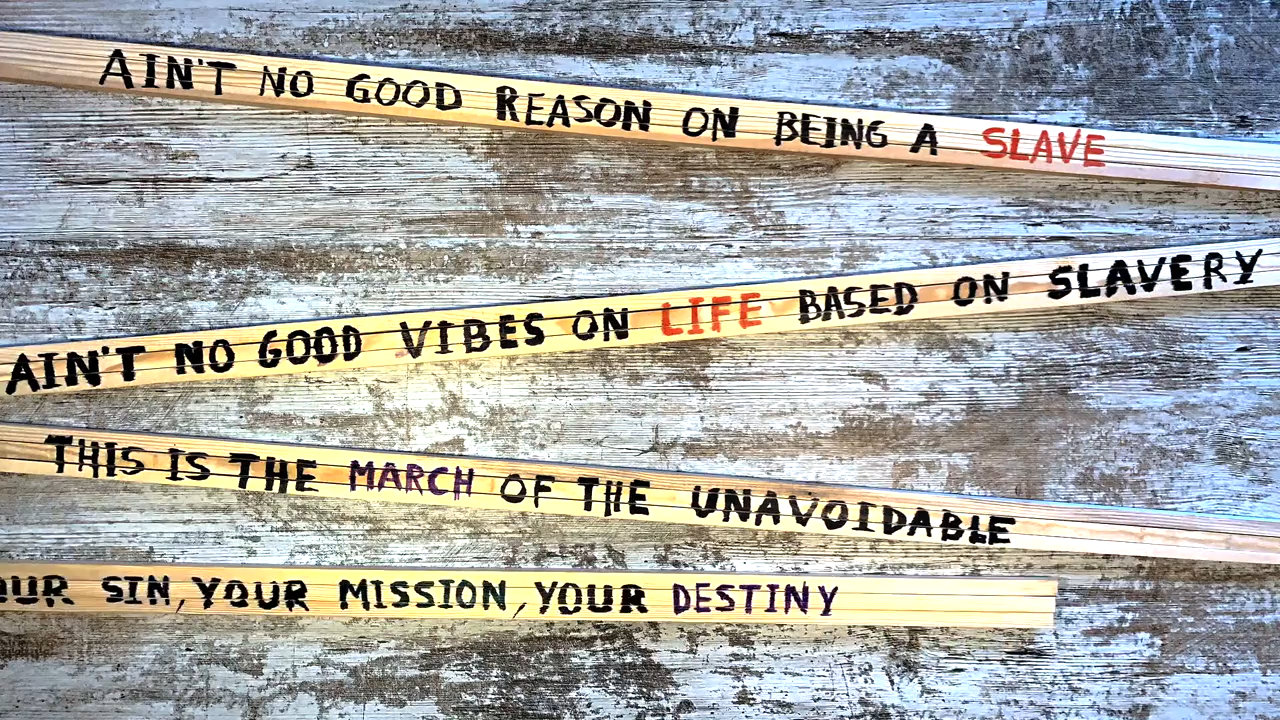 AIN'T NO GOOD REASON ON BEING A SLAVE
AIN'T NO GOOD VIBES ON LIFE BASED ON SLAVERY
THIS IS THE MARCH OF THE UNAVOIDABLE
OUR SIN, YOUR MISSION, YOUR DESTINY